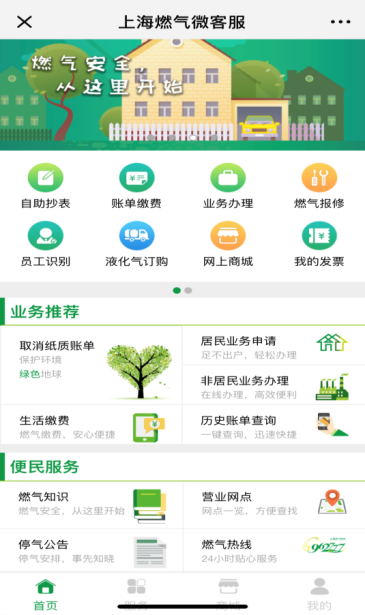 上海燃气微客服
燃气安全，
从这里开始
自助抄表 账单缴费 业务办理 燃气报修
员工识别 液化气订购 网上商城 我的发票
业务推荐
取消纸质账单
保护环境
绿色地球
居民业务申请
足不出户，轻松办理
非居民业务办理
在线办理，高效便利
生活缴费
燃气缴费，安心便捷
历史账单查询
一键查询，迅速快捷
便民服务
燃气知识
燃气安全，从这里开始
营业网点
网点一览，方便查找
停气公告
停气安排，事先知晓
燃气热线
24小时贴心服务
962777
首页 服务 商城 我的